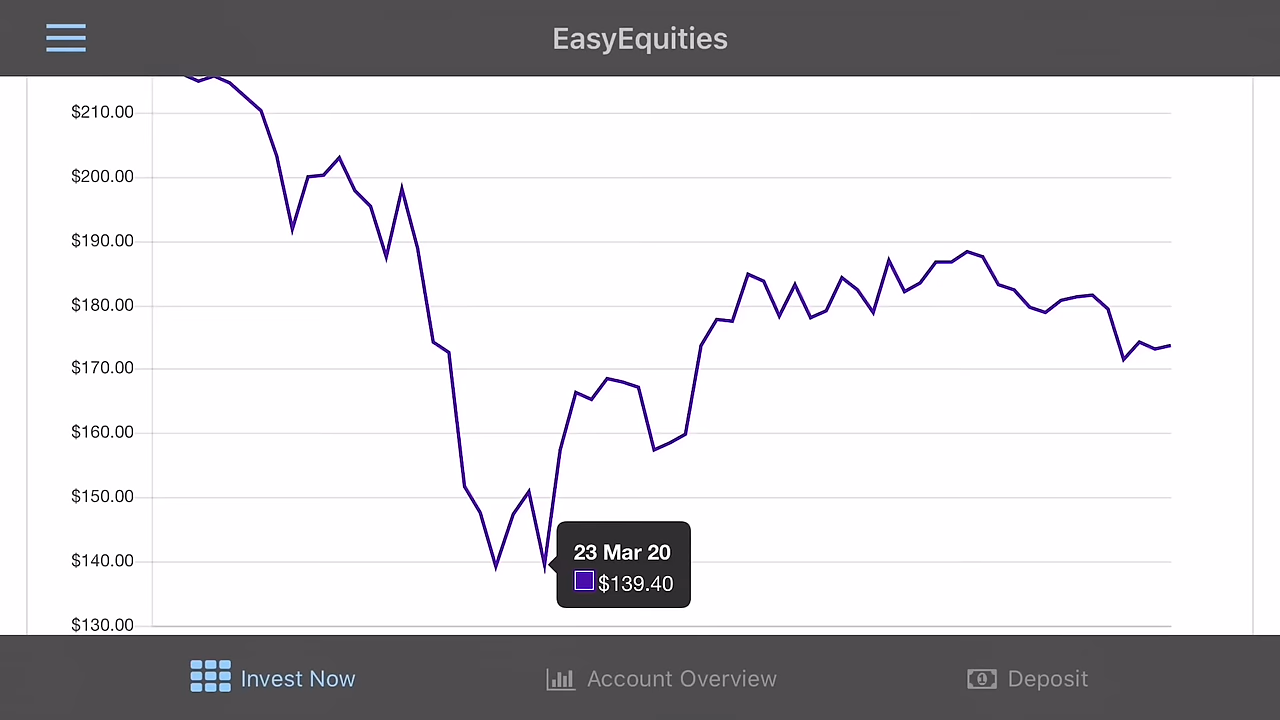 EasyEquities
$210.00
$200.00
$190.00
$180.00
$170.00
$160.00
$150.00
$140.00
$130.00
23 Mar 20
$139.40
Invest Now
Account Overview
Deposit